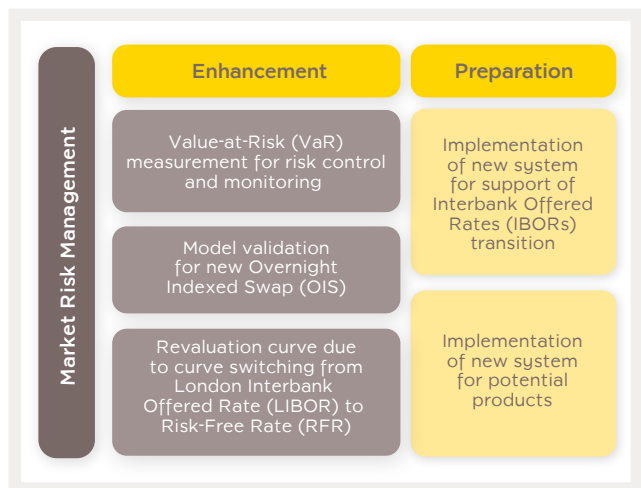 Market Risk Management
Enhancement
Value-at-Risk (VaR)
measurement for risk control
and monitoring
Model validation
for new Overnight
Indexed Swap (OIS)
Revaluation curve due
to curve switching from
London Interbank
Offered Rate (LIBOR) to
Risk-Free Rate (RFR)
Preparation
Implementation
of new system
for support of
Interbank Offered
Rates (IBORs)
transition
Implementation
of new system
for potential
products